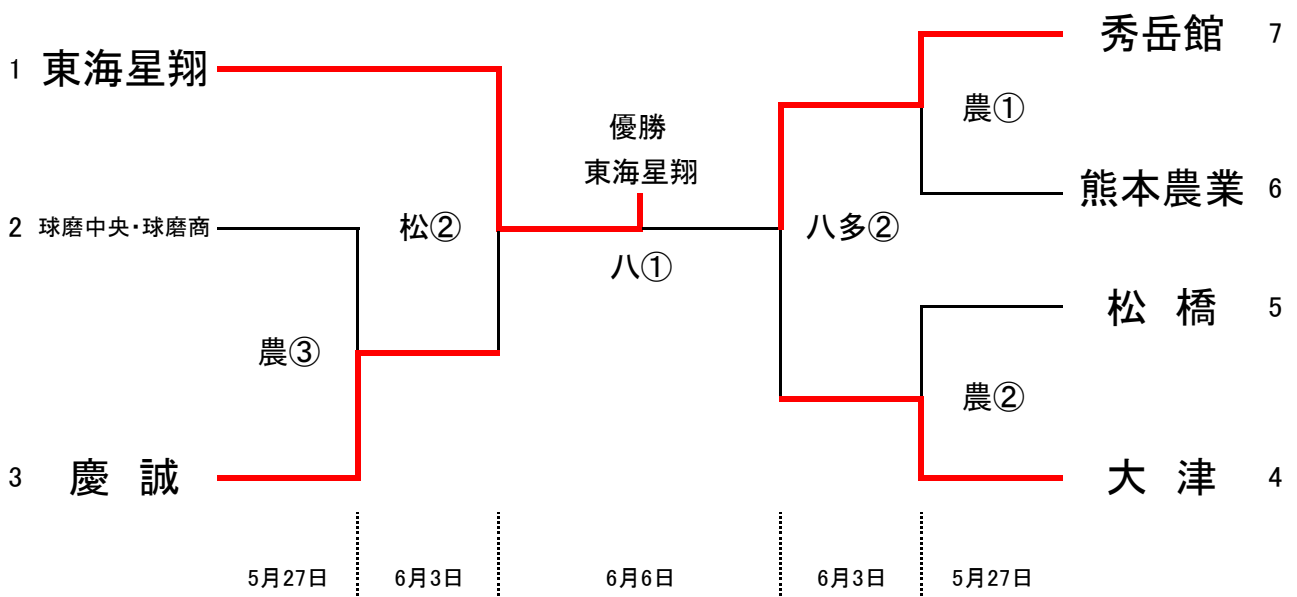 1 東海星翔
2 球磨中央・球磨商
3 慶 誠
農③
松②
優勝
東海星翔
八①
八多②
農①
農②
秀岳館 7
熊本農業 6
松 橋 5
大 津 4
5月27日 6月3日 6月6日 6月3日 5月27日